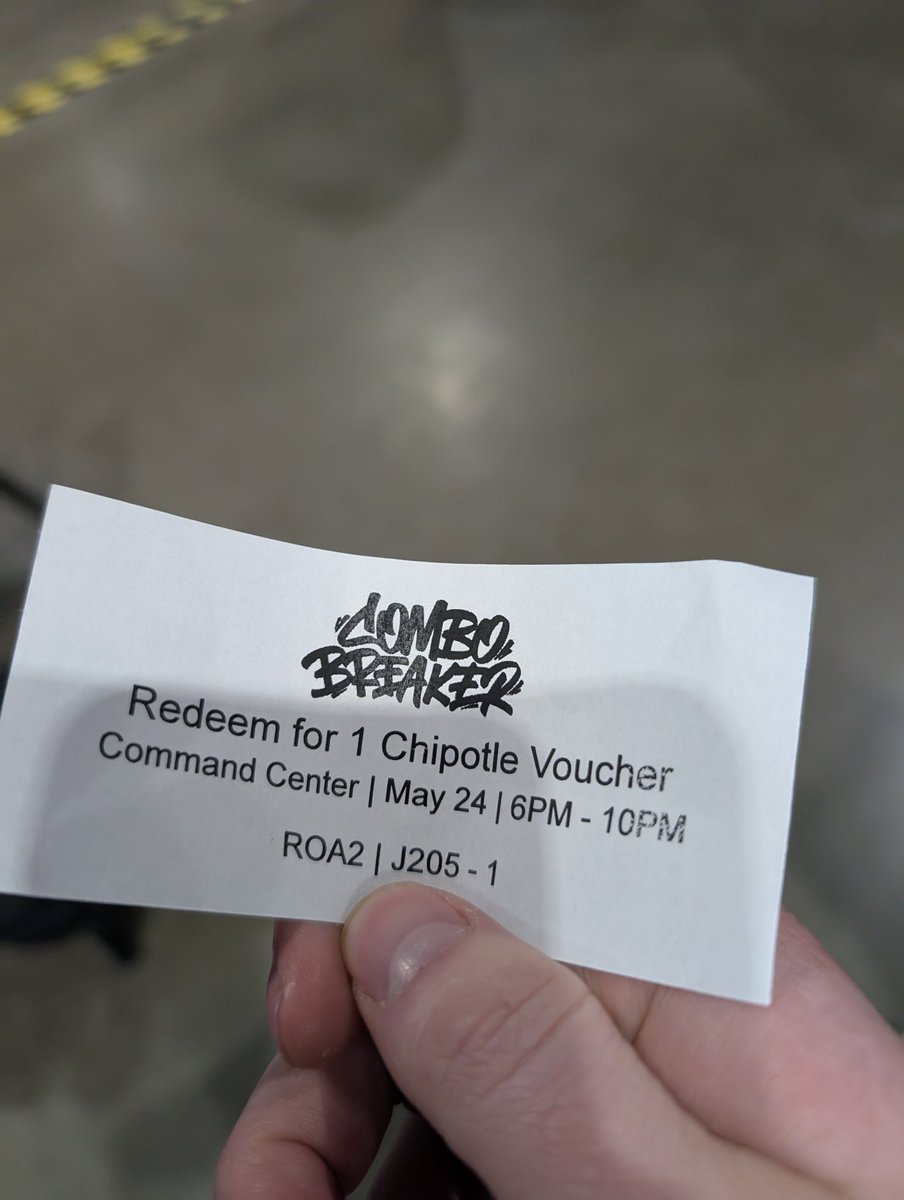 COMBO
BREAKER
Redeem for 1 Chipotle Voucher
Command Center | May 24 | 6PM - 10PM
ROA2 | J205 - 1